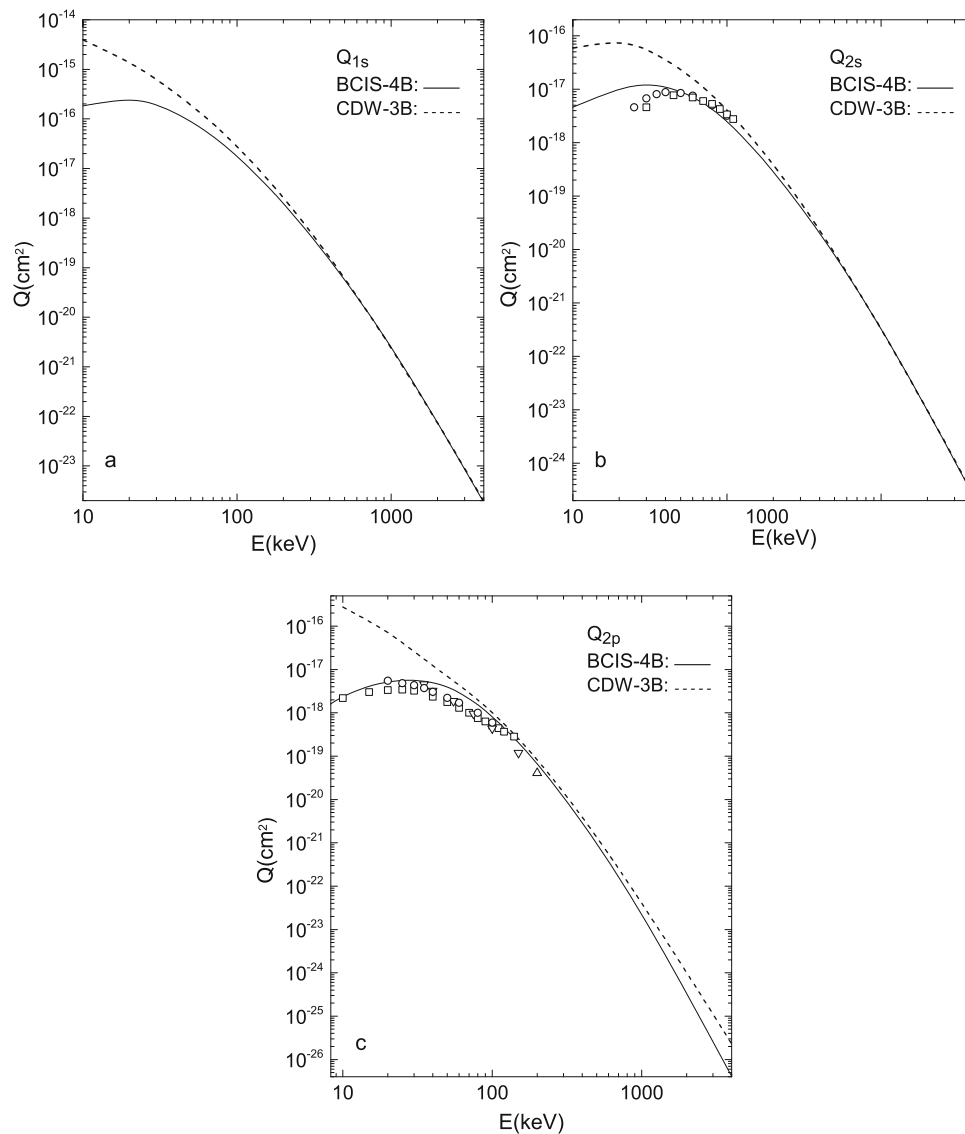 10⁻¹⁴
10⁻¹⁵
10⁻¹⁶
10⁻¹⁷
10⁻¹⁸
10⁻¹⁹
10⁻²⁰
10⁻²¹
10⁻²²
10⁻²³
Q(cm²)
Q1s
BCIS-4B:
CDW-3B:
a
10 100 1000
E(keV)
10⁻¹⁶
10⁻¹⁷
10⁻¹⁸
10⁻¹⁹
10⁻²⁰
10⁻²¹
10⁻²²
10⁻²³
10⁻²⁴
Q(cm²)
Q2s
BCIS-4B:
CDW-3B:
b
10 100 1000
E(keV)
10⁻¹⁶
10⁻¹⁷
10⁻¹⁸
10⁻¹⁹
10⁻²⁰
10⁻²¹
10⁻²²
10⁻²³
10⁻²⁴
10⁻²⁵
10⁻²⁶
Q(cm²)
Q2p
BCIS-4B:
CDW-3B:
c
10 100 1000
E(keV)